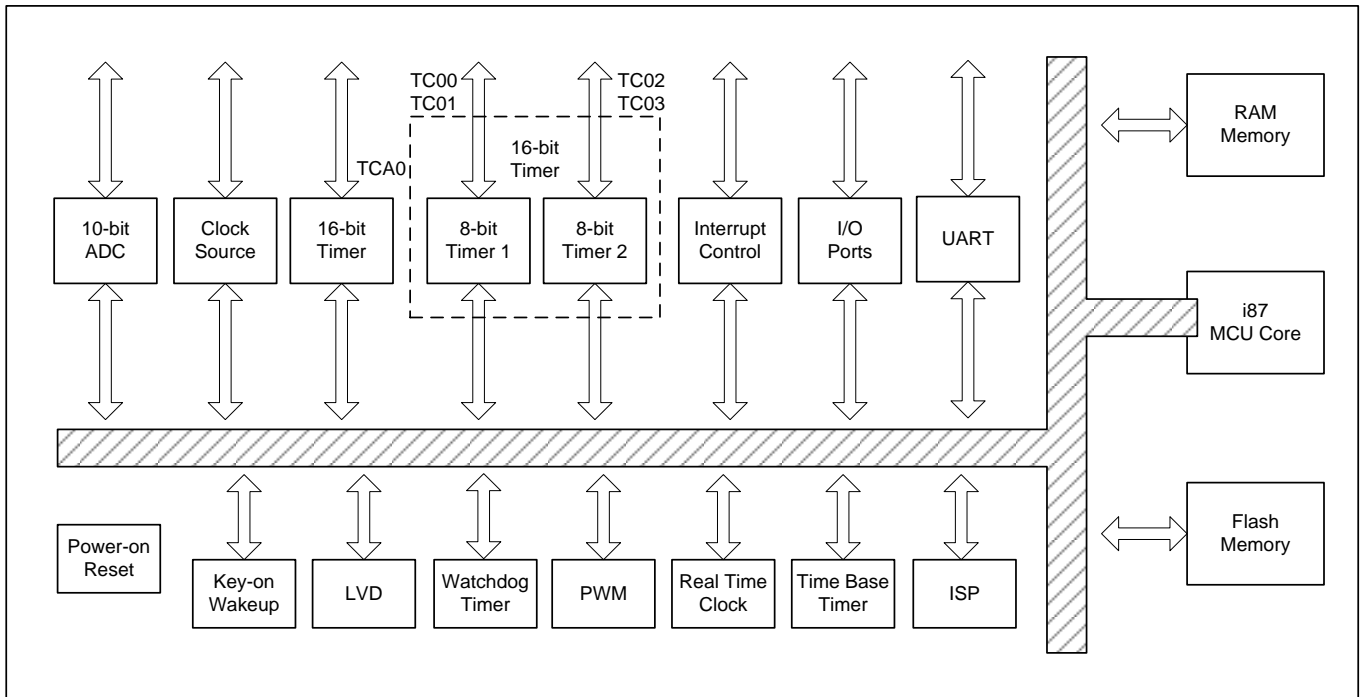 TC00
TC01
TC02
TC03
16-bit
Timer
TCA0
RAM
Memory
10-bit
ADC
Clock
Source
16-bit
Timer
8-bit
Timer 1
8-bit
Timer 2
Interrupt
Control
I/O
Ports
UART
i87
MCU Core
Power-on
Reset
Key-on
Wakeup
LVD
Watchdog
Timer
PWM
Real Time
Clock
Time Base
Timer
ISP
Flash
Memory